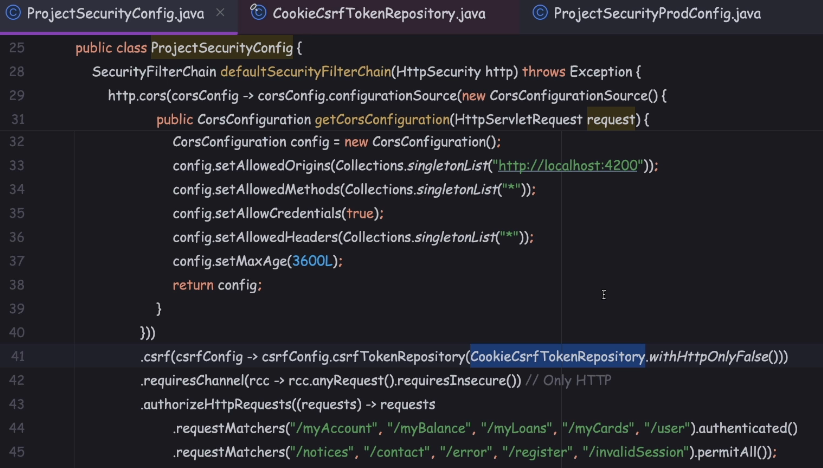 ProjectSecurityConfig.java × CookieCsrfTokenRepository.java ProjectSecurityProdConfig.java
25 public class ProjectSecurityConfig {
28 SecurityFilterChain defaultSecurityFilterChain(HttpSecurity http) throws Exception {
29 http.cors(corsConfig -> corsConfig.configurationSource(new CorsConfigurationSource() {
31 public CorsConfiguration getCorsConfiguration(HttpServletRequest request) {
32 CorsConfiguration config = new CorsConfiguration();
33 config.setAllowedOrigins(Collections.singletonList("http://localhost:4200"));
34 config.setAllowedMethods(Collections.singletonList("*"));
35 config.setAllowCredentials(true);
36 config.setAllowedHeaders(Collections.singletonList("*"));
37 config.setMaxAge(3600L);
38 return config;
39 }
40 }))
41 .csrf(csrfConfig -> csrfConfig.csrfTokenRepository(CookieCsrfTokenRepository.withHttpOnlyFalse()))
42 .requiresChannel(rcc -> rcc.anyRequest().requiresInsecure()) // Only HTTP
43 .authorizeHttpRequests((requests) -> requests
44 .requestMatchers("/myAccount", "/myBalance", "/myLoans", "/myCards", "/user").authenticated()
45 .requestMatchers("/notices", "/contact", "/error", "/register", "/invalidSession").permitAll());